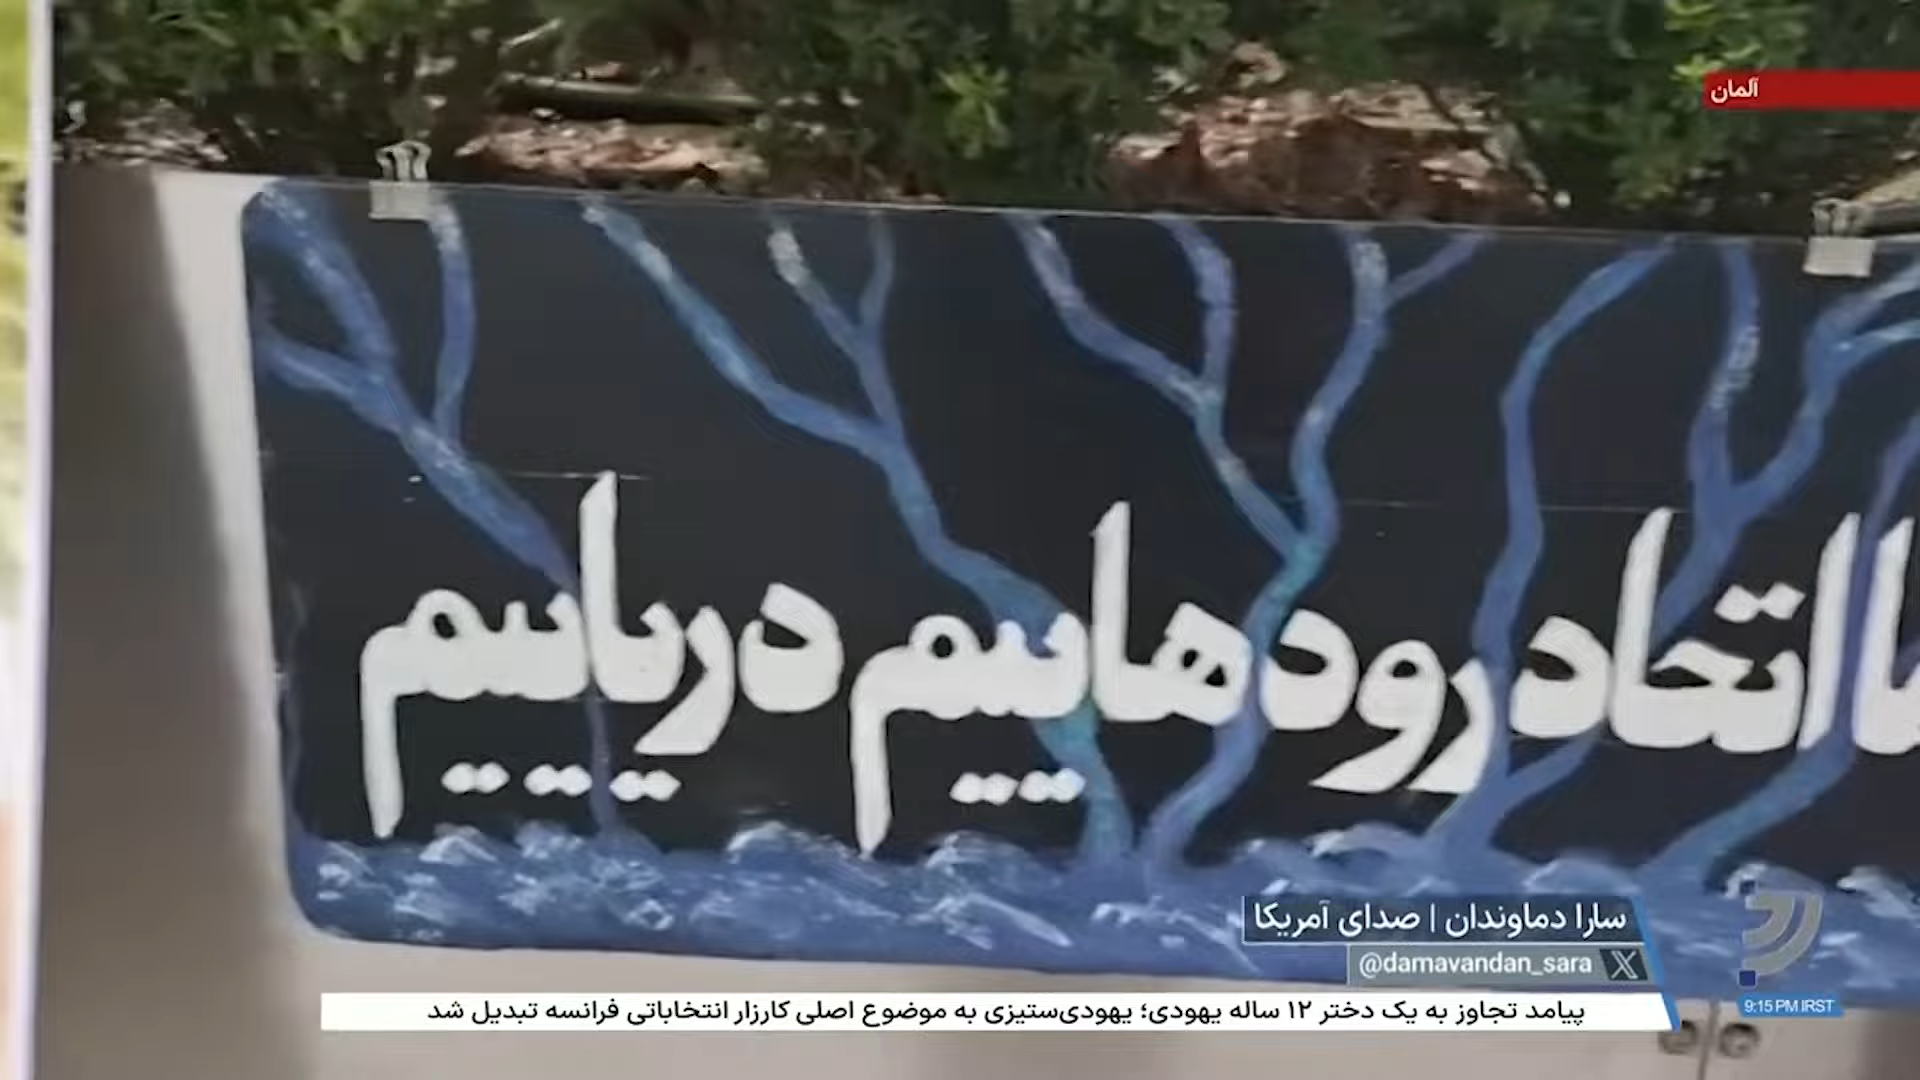 آلمان
اتحاد رودهاییم دریاییم
سارا دماوندان | صدای آمریکا
@damavandan_sara
پیامد تجاوز به یک دختر ۱۲ ساله یهودی؛ یهودی‌ستیزی به موضوع اصلی کارزار انتخاباتی فرانسه تبدیل شد
9:15 PM IRST